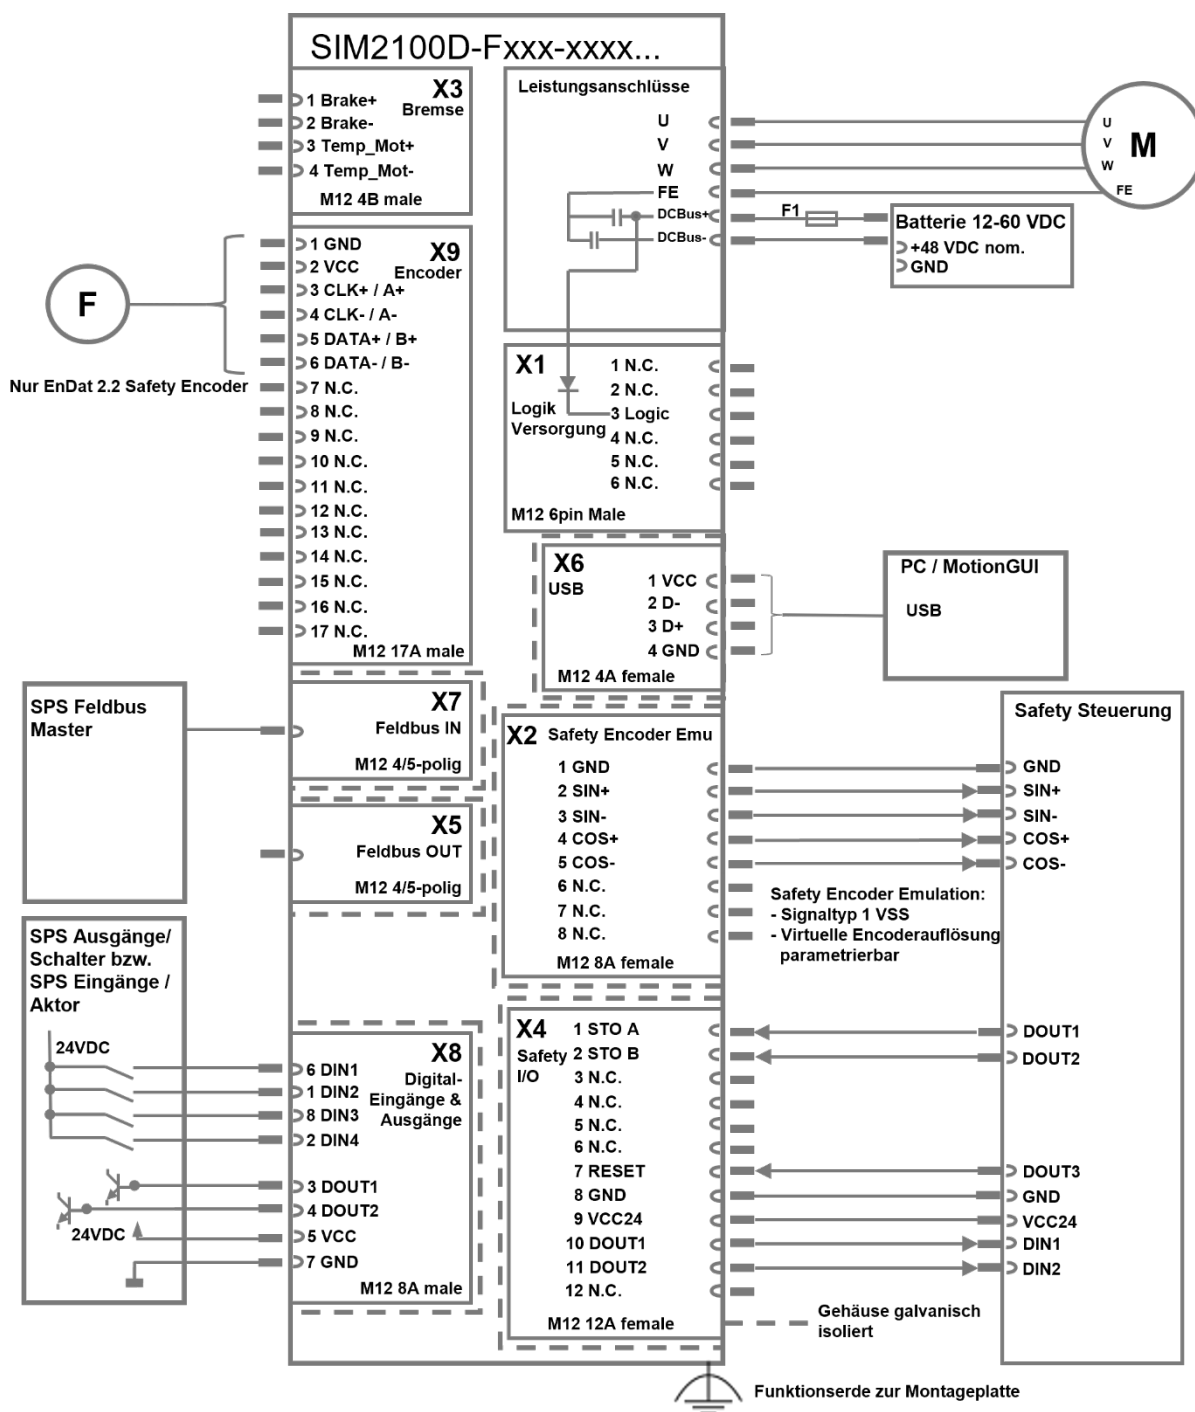 SIM2100D-Fxxx-xxxx...
X3
Bremse
1 Brake+
2 Brake-
3 Temp_Mot+
4 Temp_Mot-
M12 4B male
Leistungsanschlüsse
U
V
W
FE
DCBus+
DCBus-
U
V
W
FE
M
F1
Batterie 12-60 VDC
+48 VDC nom.
GND
F
Nur EnDat 2.2 Safety Encoder
X9
Encoder
1 GND
2 VCC
3 CLK+ / A+
4 CLK- / A-
5 DATA+ / B+
6 DATA- / B-
7 N.C.
8 N.C.
9 N.C.
10 N.C.
11 N.C.
12 N.C.
13 N.C.
14 N.C.
15 N.C.
16 N.C.
17 N.C.
M12 17A male
X1
Logik
Versorgung
1 N.C.
2 N.C.
3 Logic
4 N.C.
5 N.C.
6 N.C.
M12 6pin Male
X6
USB
1 VCC
2 D-
3 D+
4 GND
M12 4A female
PC / MotionGUI
USB
SPS Feldbus
Master
X7
Feldbus IN
M12 4/5-polig
X5
Feldbus OUT
M12 4/5-polig
X2 Safety Encoder Emu
1 GND
2 SIN+
3 SIN-
4 COS+
5 COS-
6 N.C.
7 N.C.
8 N.C.
M12 8A female
Safety Steuerung
GND
SIN+
SIN-
COS+
COS-
Safety Encoder Emulation:
- Signaltyp 1 VSS
- Virtuelle Encoderauflösung
parametrierbar
SPS Ausgänge/
Schalter bzw.
SPS Eingänge /
Aktor
24VDC
24VDC
X8
Digital-
Eingänge &
Ausgänge
6 DIN1
1 DIN2
8 DIN3
2 DIN4
3 DOUT1
4 DOUT2
5 VCC
7 GND
M12 8A male
X4
Safety
I/O
1 STO A
2 STO B
3 N.C.
4 N.C.
5 N.C.
6 N.C.
7 RESET
8 GND
9 VCC24
10 DOUT1
11 DOUT2
12 N.C.
M12 12A female
DOUT1
DOUT2
DOUT3
GND
VCC24
DIN1
DIN2
Gehäuse galvanisch
isoliert
Funktionserde zur Montageplatte